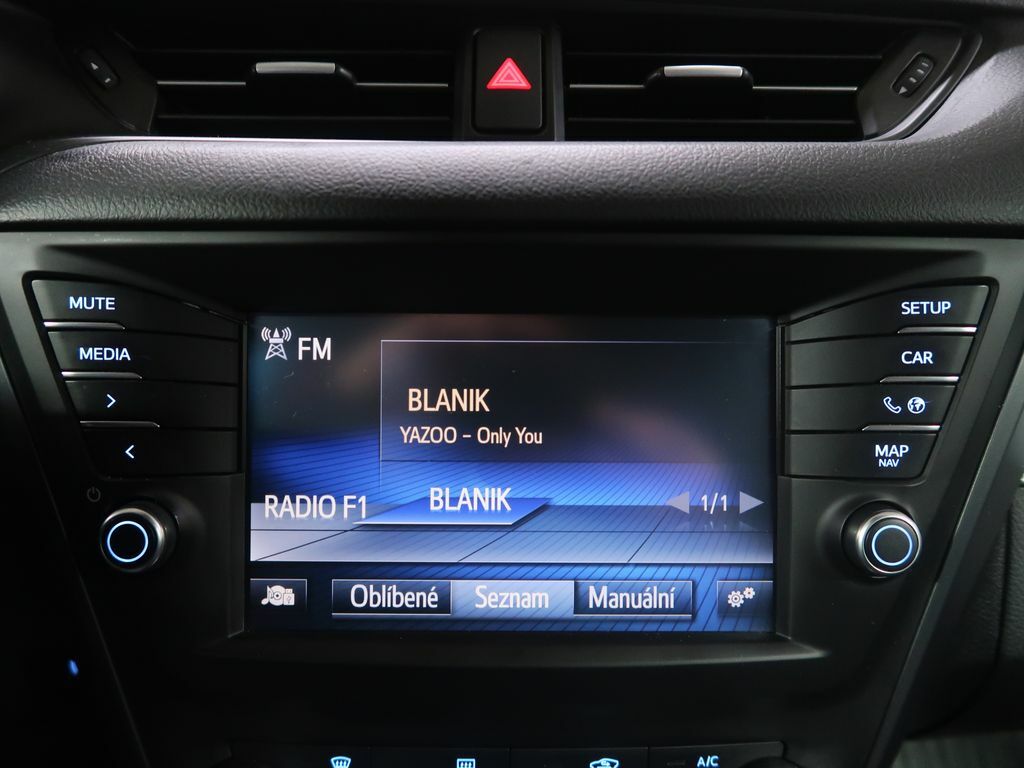 MUTE
MEDIA
>
<
SETUP
CAR
MAP
NAV
FM
BLANIK
YAZOO – Only You
RADIO F1
BLANIK
1/1
Oblíbené
Seznam
Manuální
A/C